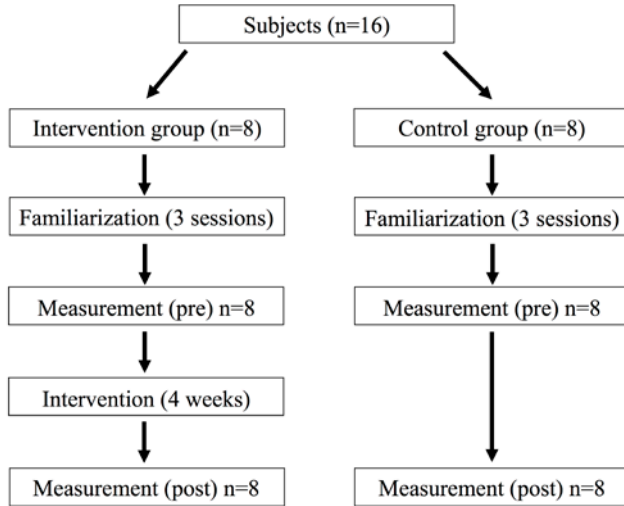 Subjects (n=16)
Intervention group (n=8)
Control group (n=8)
Familiarization (3 sessions)
Familiarization (3 sessions)
Measurement (pre) n=8
Measurement (pre) n=8
Intervention (4 weeks)
Measurement (post) n=8
Measurement (post) n=8